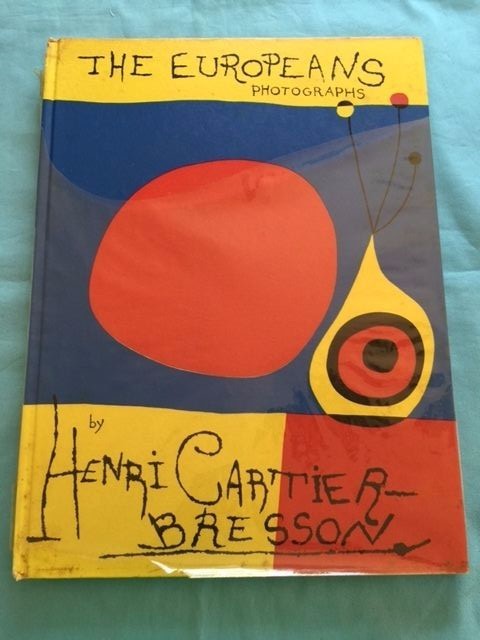 THE EUROPEANS
PHOTOGRAPHS
by
HENRI CARTIER-
BRESSON